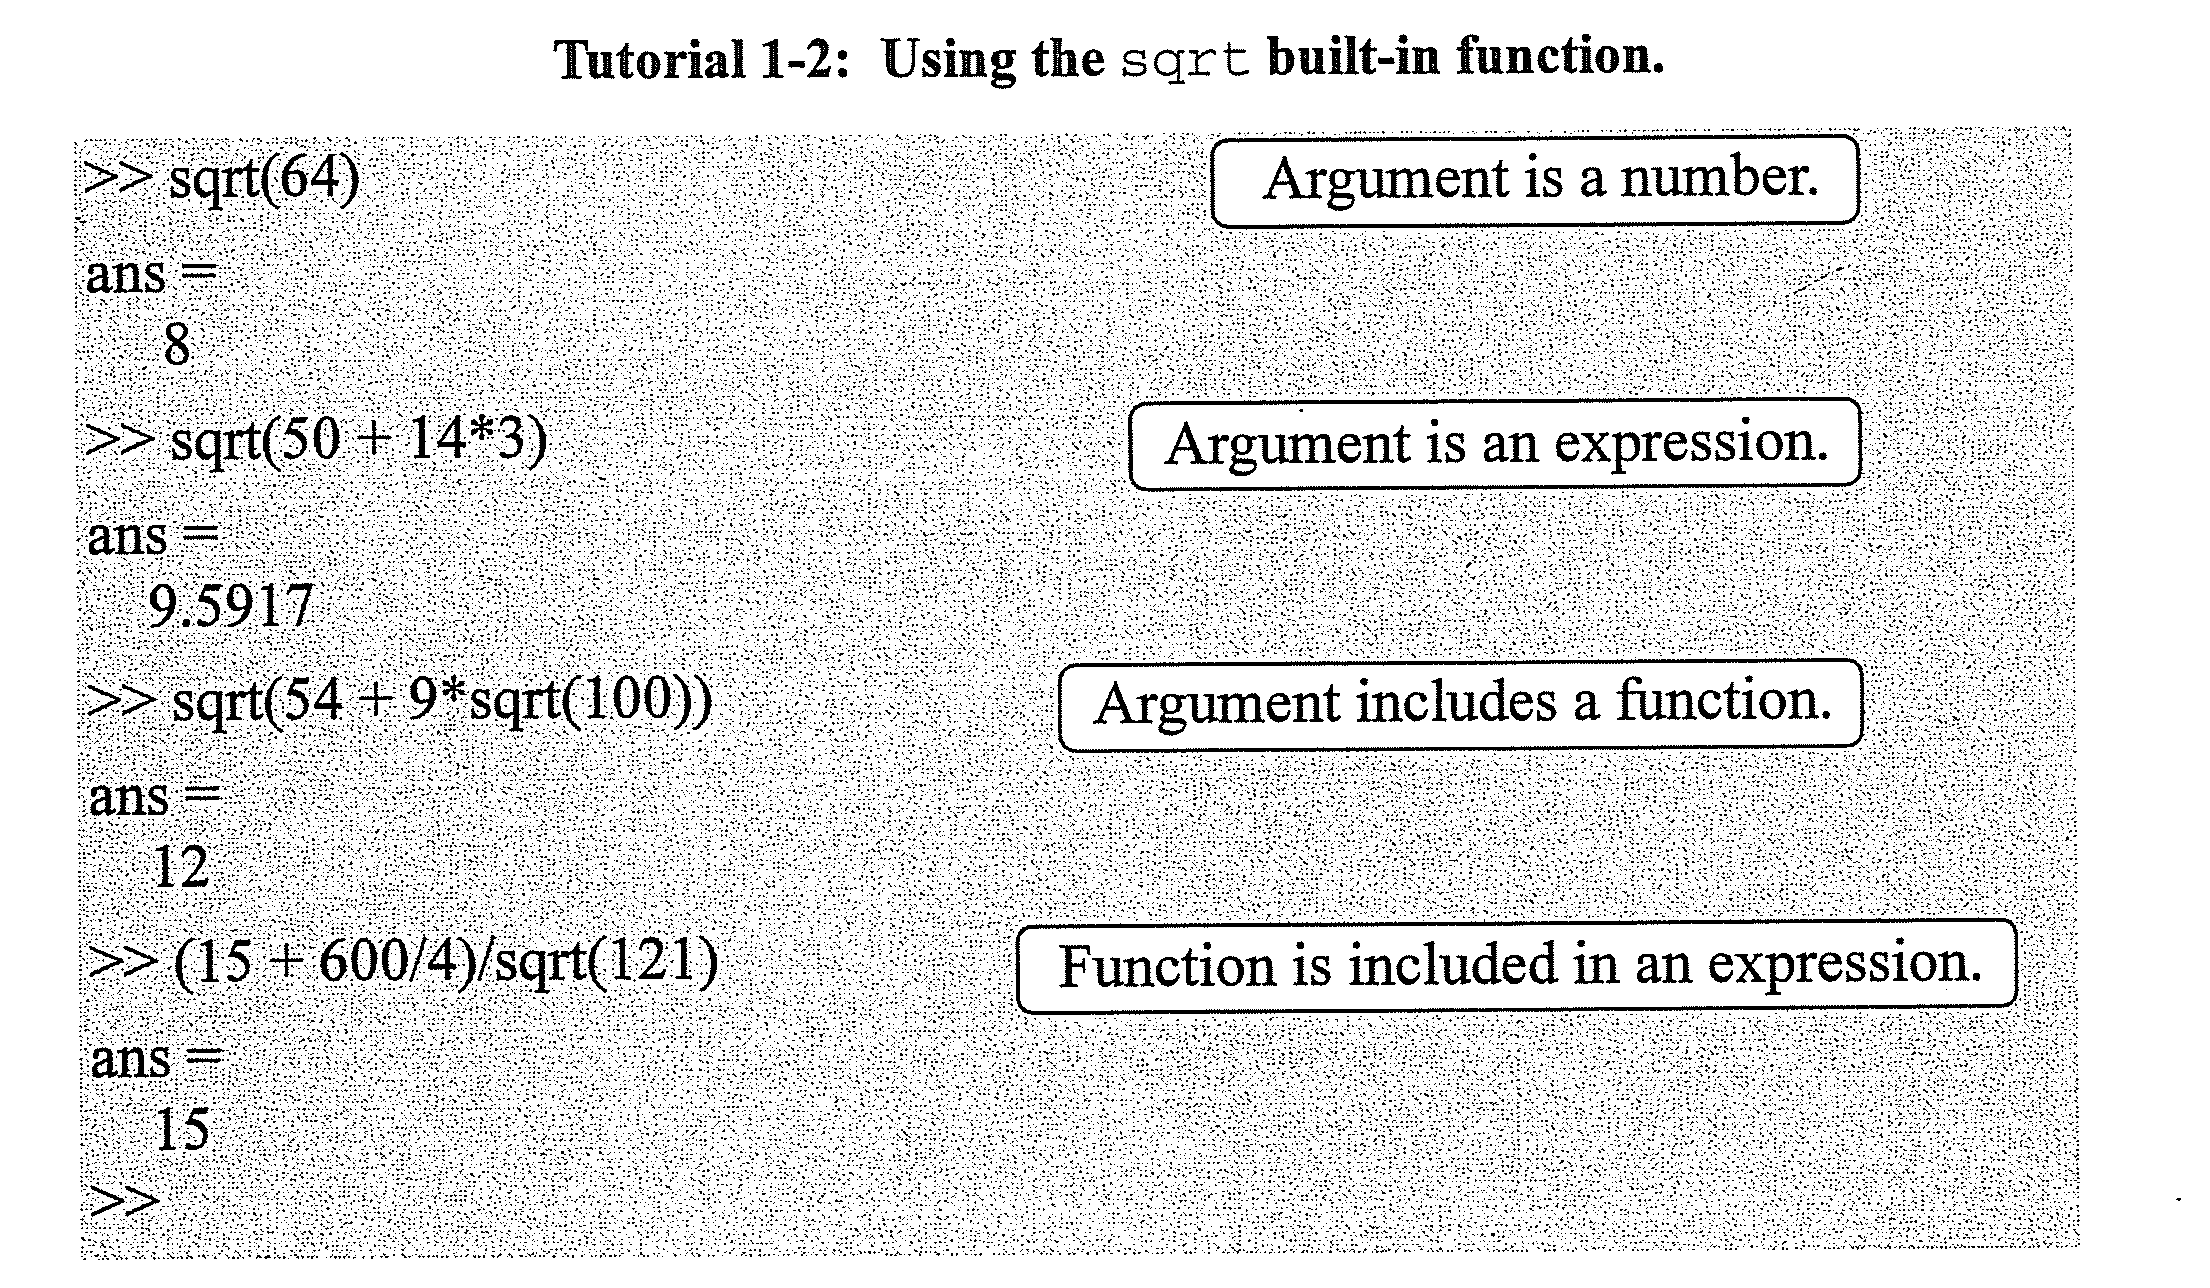 Tutorial 1-2: Using the sqrt built-in function.
>> sqrt(64)
Argument is a number.
ans =
8
>> sqrt(50 + 14*3)
Argument is an expression.
ans =
9.5917
>> sqrt(54 + 9*sqrt(100))
Argument includes a function.
ans =
12
>> (15 + 600/4)/sqrt(121)
Function is included in an expression.
ans =
15
>>